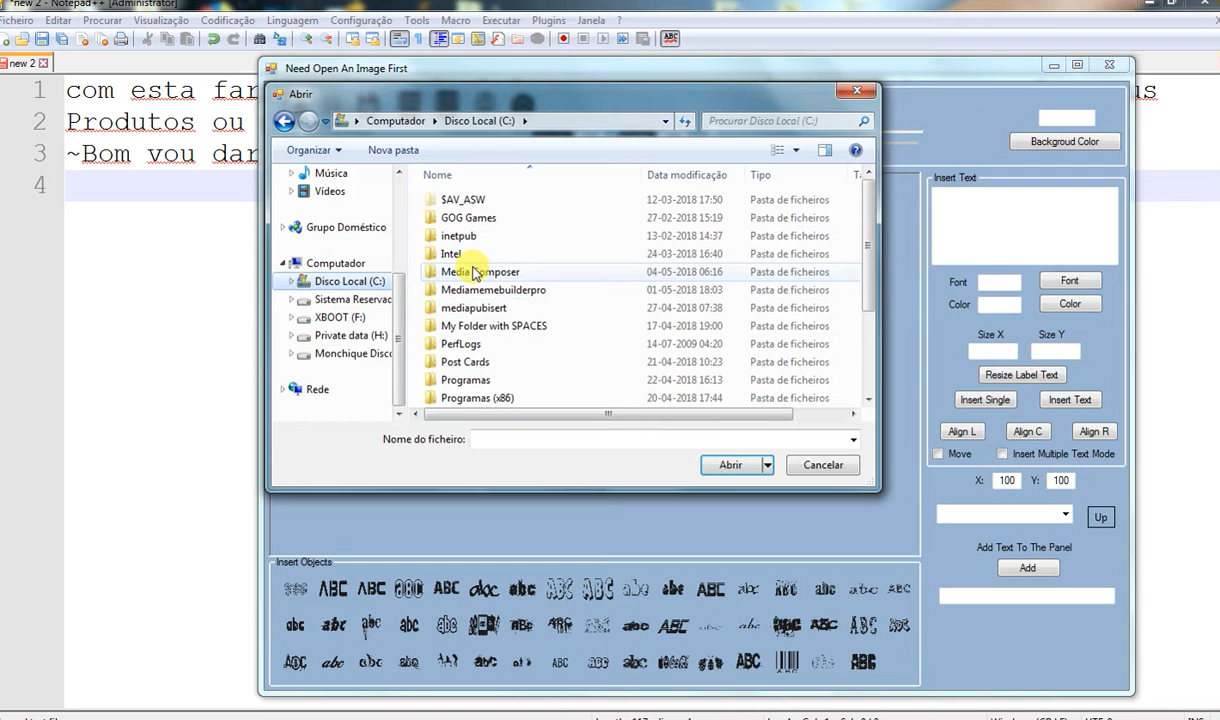 *new 2 - Notepad++ [Administrator]
Ficheiro Editar Procurar Visualização Codificação Linguagem Configuração Tools Macro Executar Plugins Janela ?
new 2
1 com esta far
2 Produtos ou
3 ~Bom vou dar
4
Need Open An Image First
Abrir
Computador Disco Local (C:)
Procurar Disco Local (C:)
Organizar Nova pasta
Música
Vídeos
Grupo Doméstico
Computador
Disco Local (C:)
Sistema Reservac
XBOOT (F:)
Private data (H:)
Monchique Disco
Rede
Nome Data modificação Tipo
$AV_ASW 12-03-2018 17:50 Pasta de ficheiros
GOG Games 27-02-2018 15:19 Pasta de ficheiros
inetpub 13-02-2018 14:37 Pasta de ficheiros
Intel 24-03-2018 16:40 Pasta de ficheiros
Media Composer 04-05-2018 06:16 Pasta de ficheiros
Mediamemebuilderpro 01-05-2018 18:03 Pasta de ficheiros
mediapubisert 27-04-2018 07:38 Pasta de ficheiros
My Folder with SPACES 17-04-2018 19:00 Pasta de ficheiros
PerfLogs 14-07-2009 04:20 Pasta de ficheiros
Post Cards 21-04-2018 10:23 Pasta de ficheiros
Programas 22-04-2018 16:13 Pasta de ficheiros
Programas (x86) 20-04-2018 17:44 Pasta de ficheiros
Nome do ficheiro:
Abrir Cancelar
Backgroud Color
Insert Text
Font Font
Color Color
Size X Size Y
Resize Label Text
Insert Single Insert Text
Align L Align C Align R
Move Insert Multiple Text Mode
X: 100 Y: 100
Up
Add Text To The Panel
Add
Insert Objects